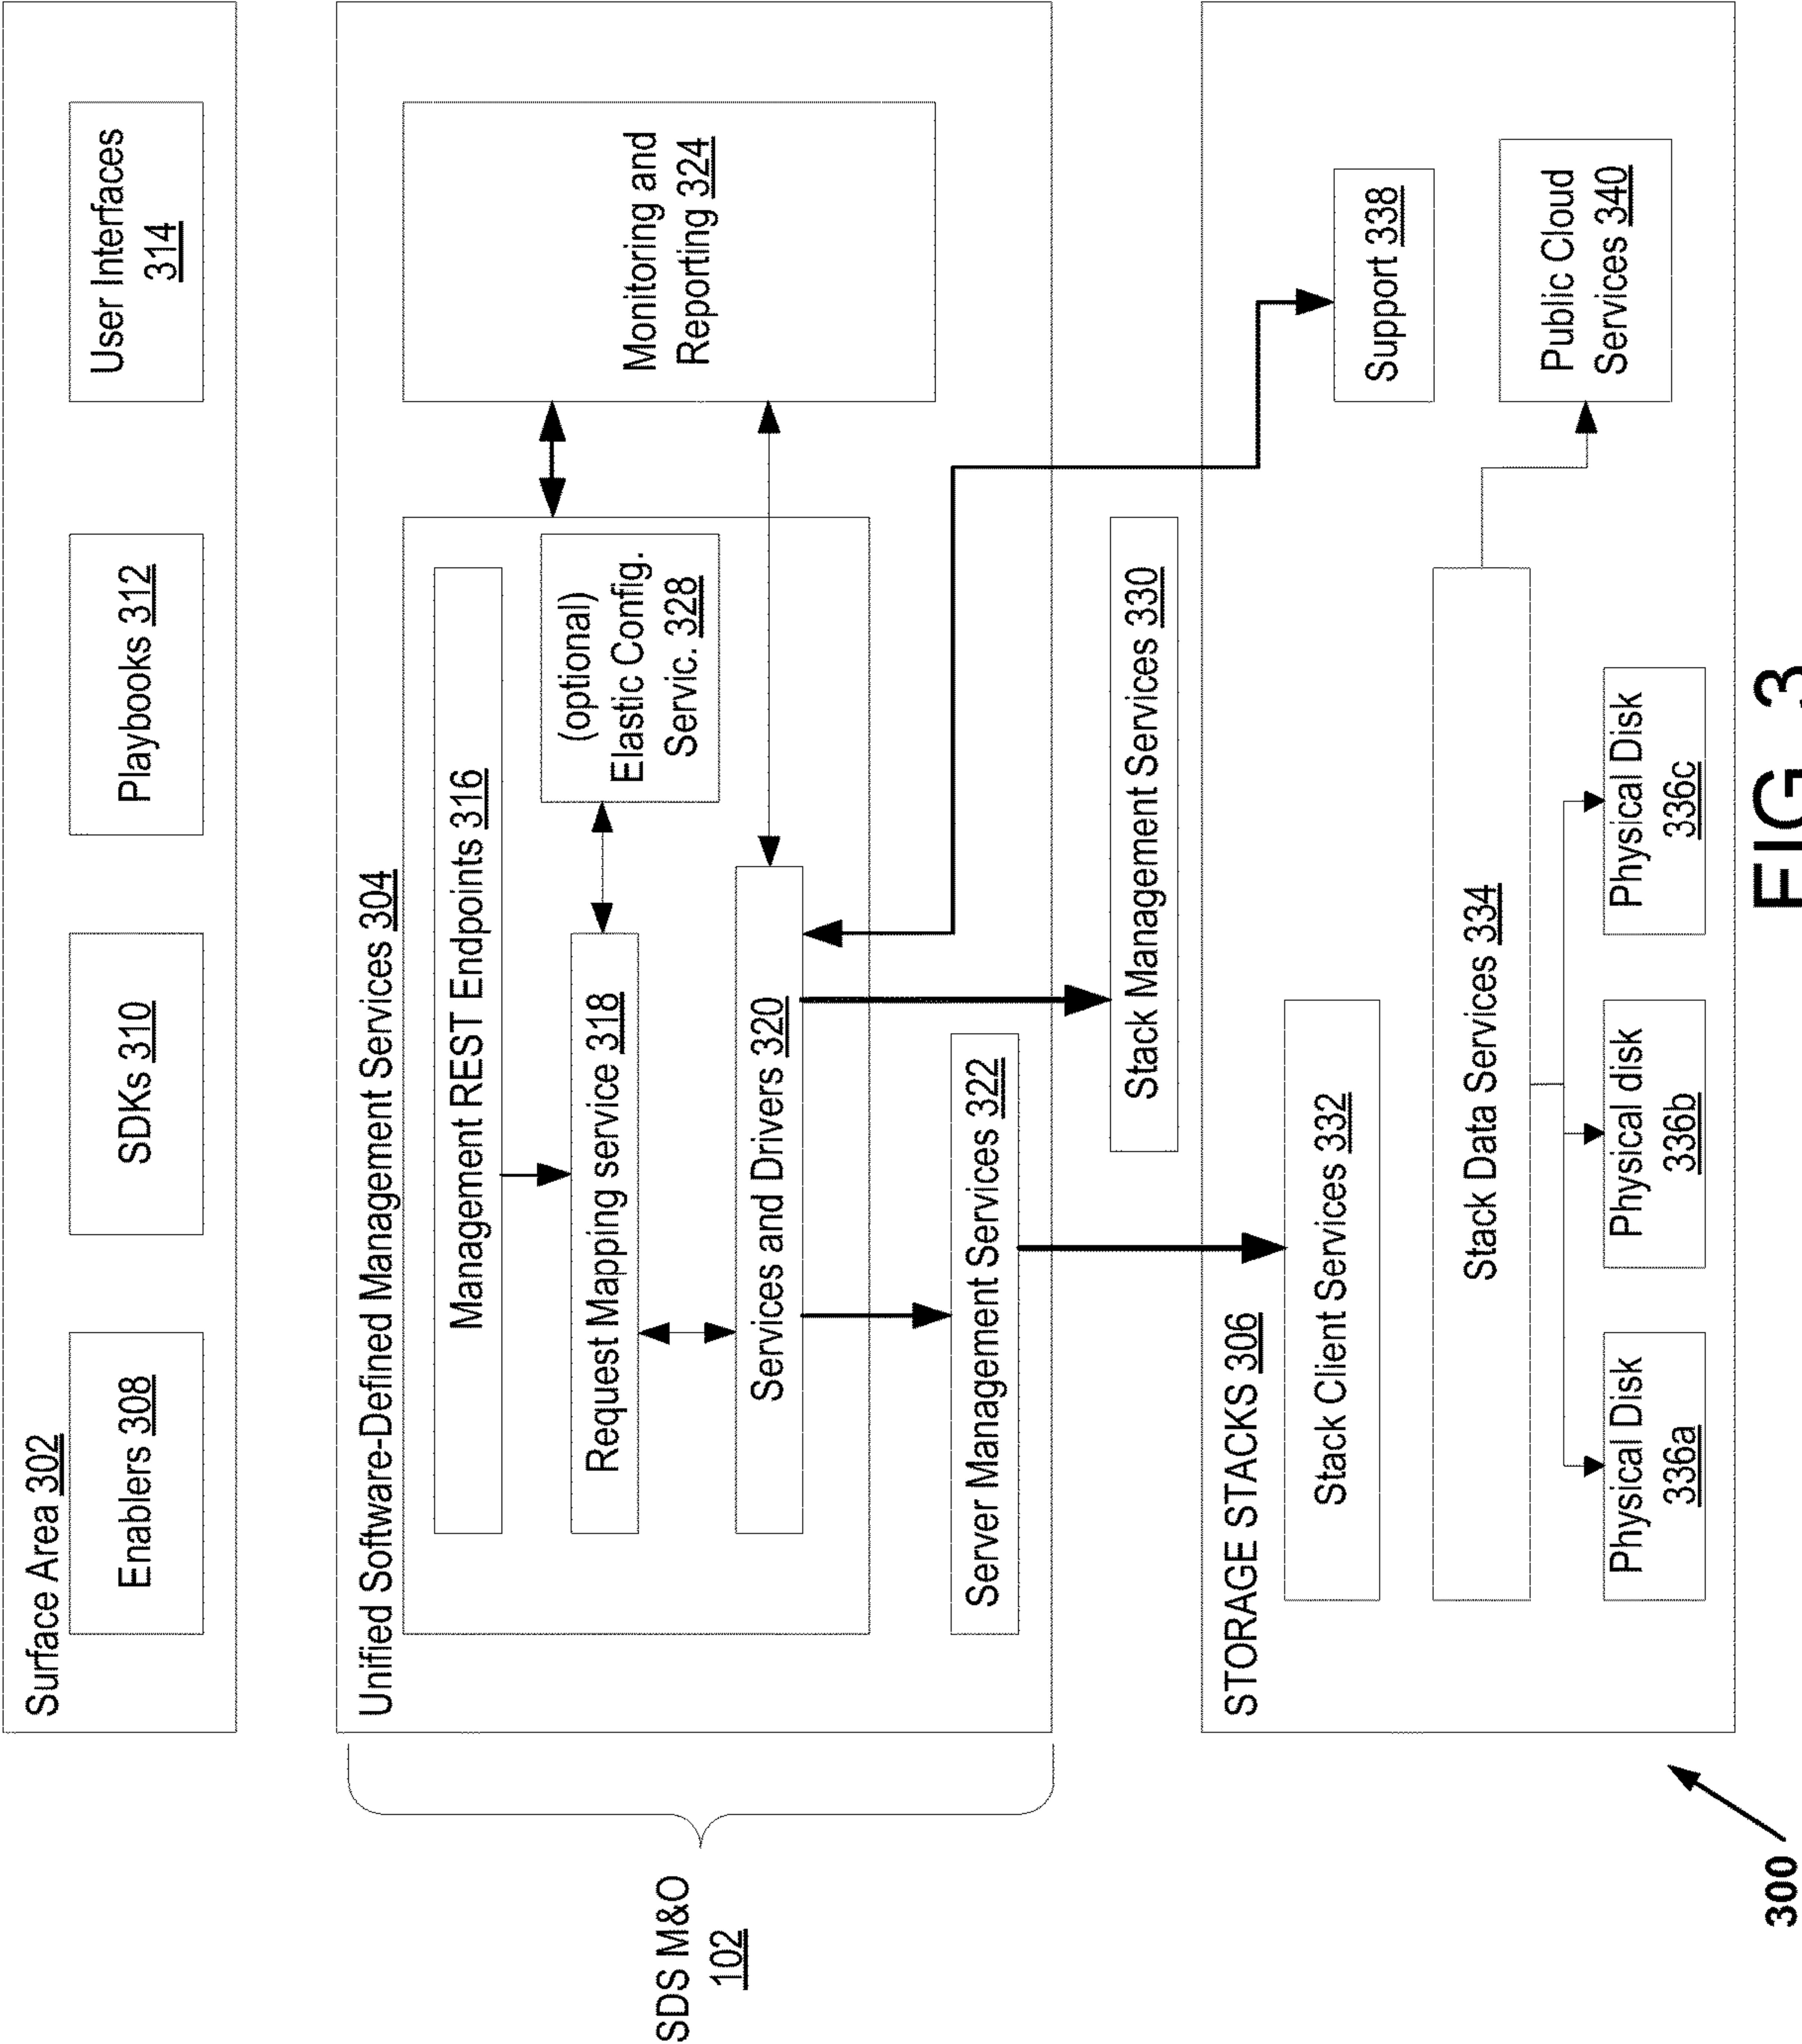 Surface Area 302
Enablers 308
SDKs 310
Playbooks 312
User Interfaces
314
SDS M&O
102
Unified Software-Defined Management Services 304
Management REST Endpoints 316
Request Mapping service 318
(optional)
Elastic Config.
Servic. 328
Services and Drivers 320
Monitoring and
Reporting 324
Server Management Services 322
Stack Management Services 330
STORAGE STACKS 306
Stack Client Services 332
Support 338
Stack Data Services 334
Public Cloud
Services 340
Physical Disk
336a
Physical disk
336b
Physical Disk
336c
300
FIG. 3